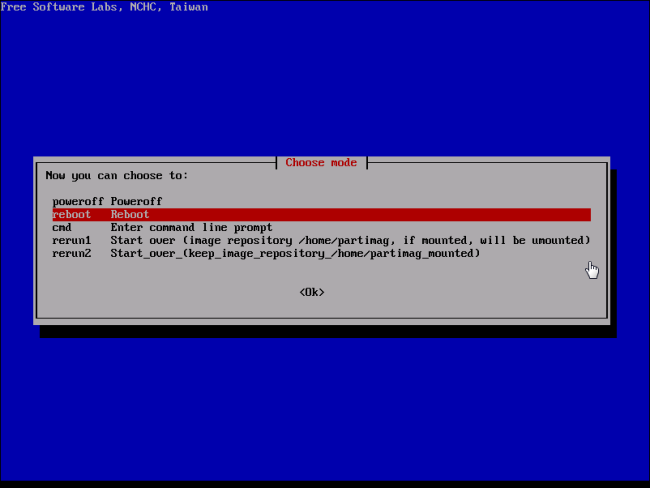 Free Software Labs, NCHC, Taiwan
Choose mode
Now you can choose to:
poweroff Poweroff
reboot Reboot
cmd Enter command line prompt
rerun1 Start over (image repository /home/partimag, if mounted, will be umounted)
rerun2 Start_over_(keep_image_repository_/home/partimag_mounted)
<Ok>